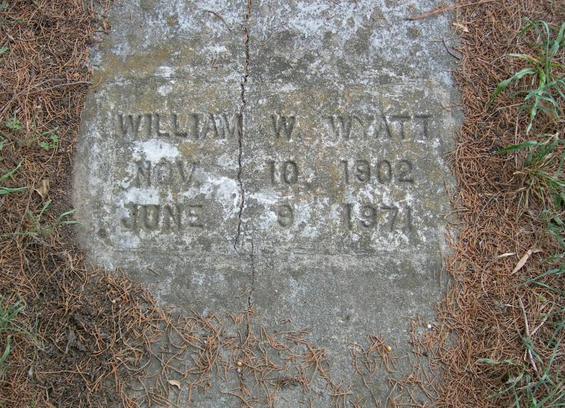 WILLIAM W. WYATT
NOV 10, 1902
JUNE 9, 1971